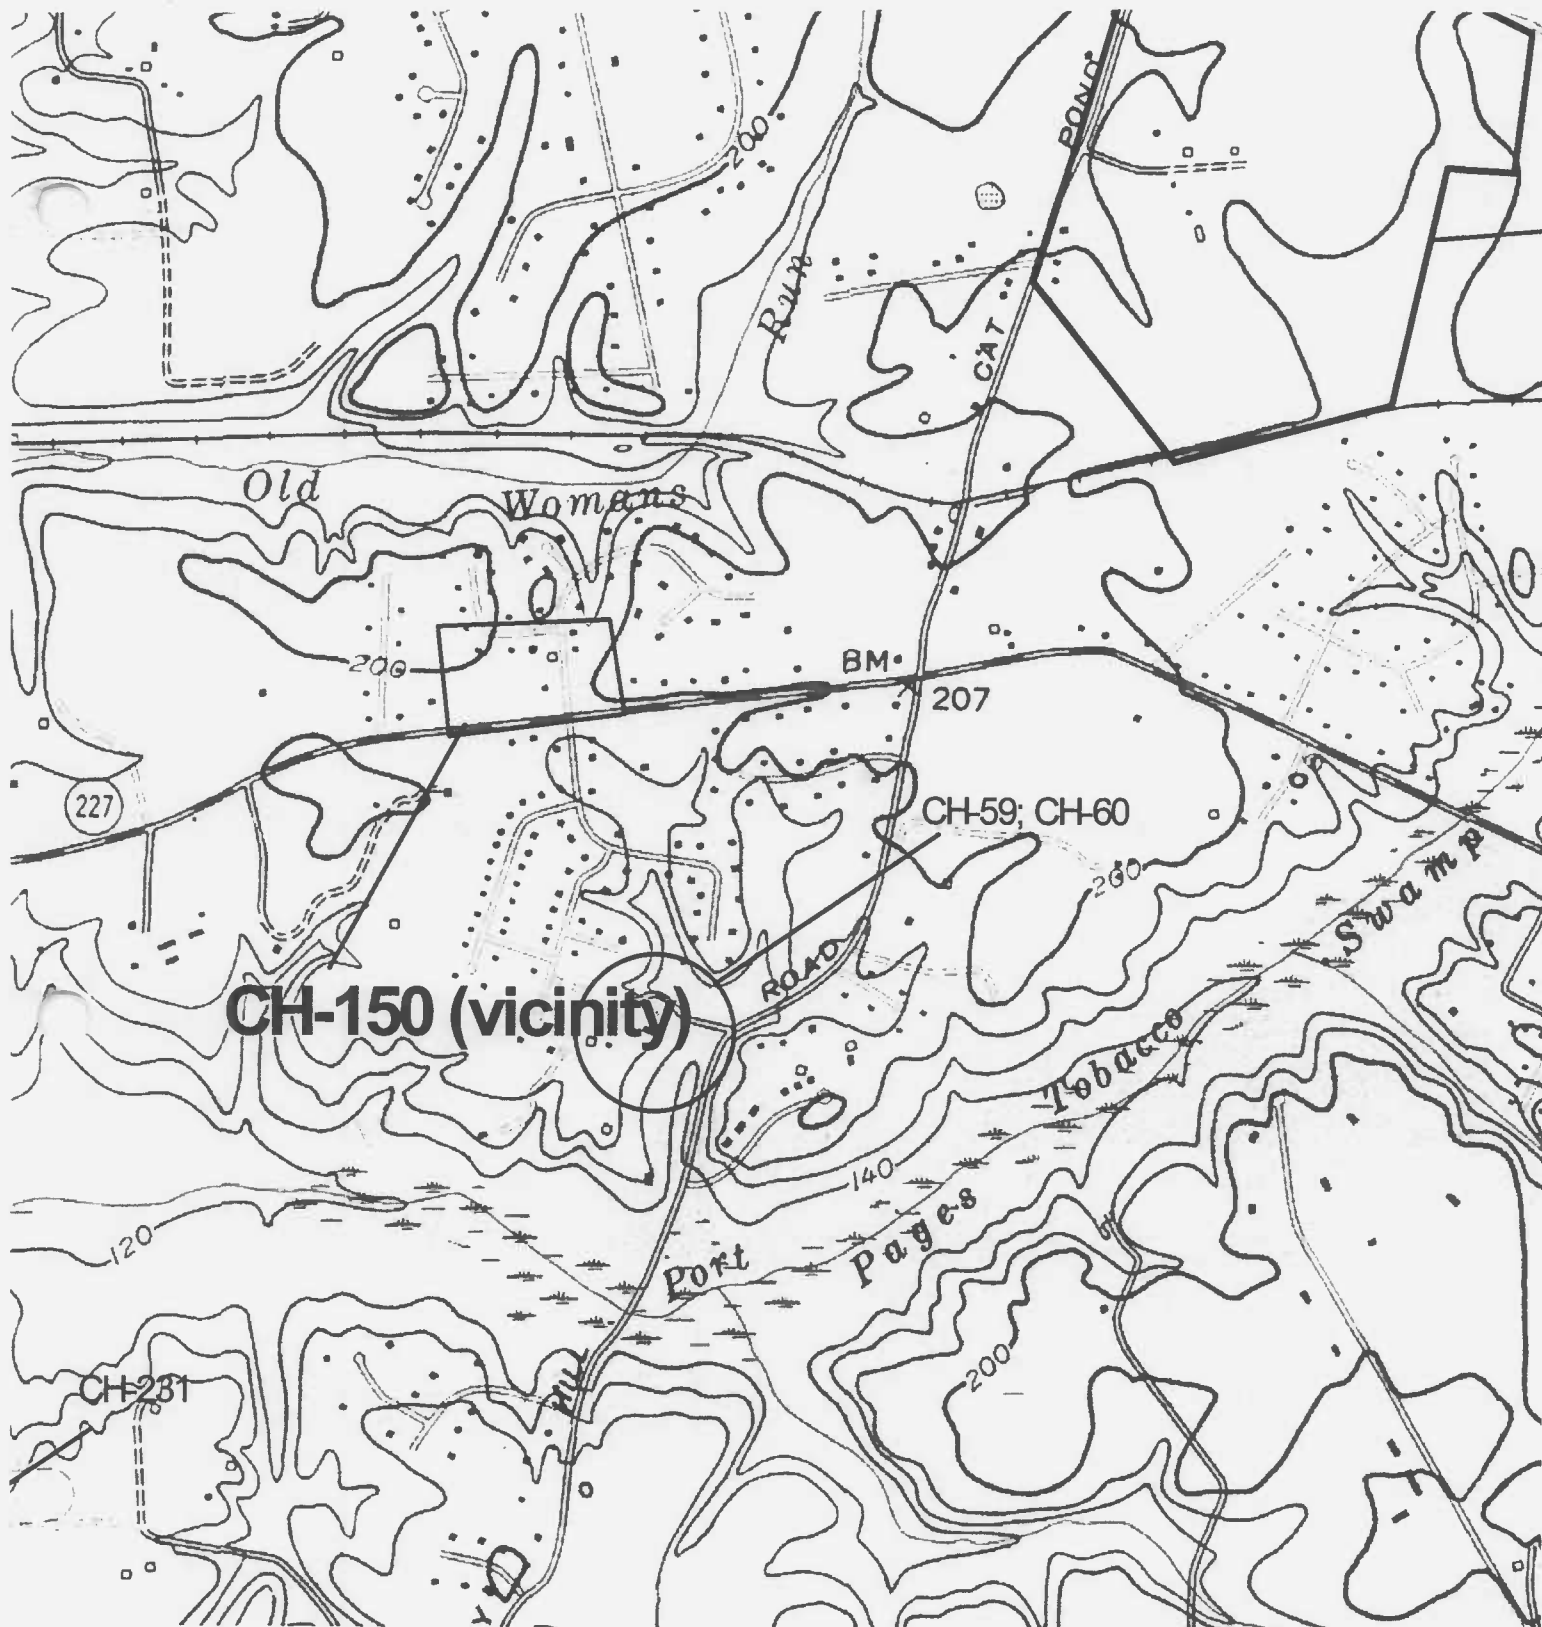 200
POND
Run
CAT
Old
Womans
200
BM
207
227
CH-59; CH-60
200
Swamp
ROAD
CH-150 (vicinity)
Tobacco
140
Pages
120
Port
200
HILL
CH-231
Y